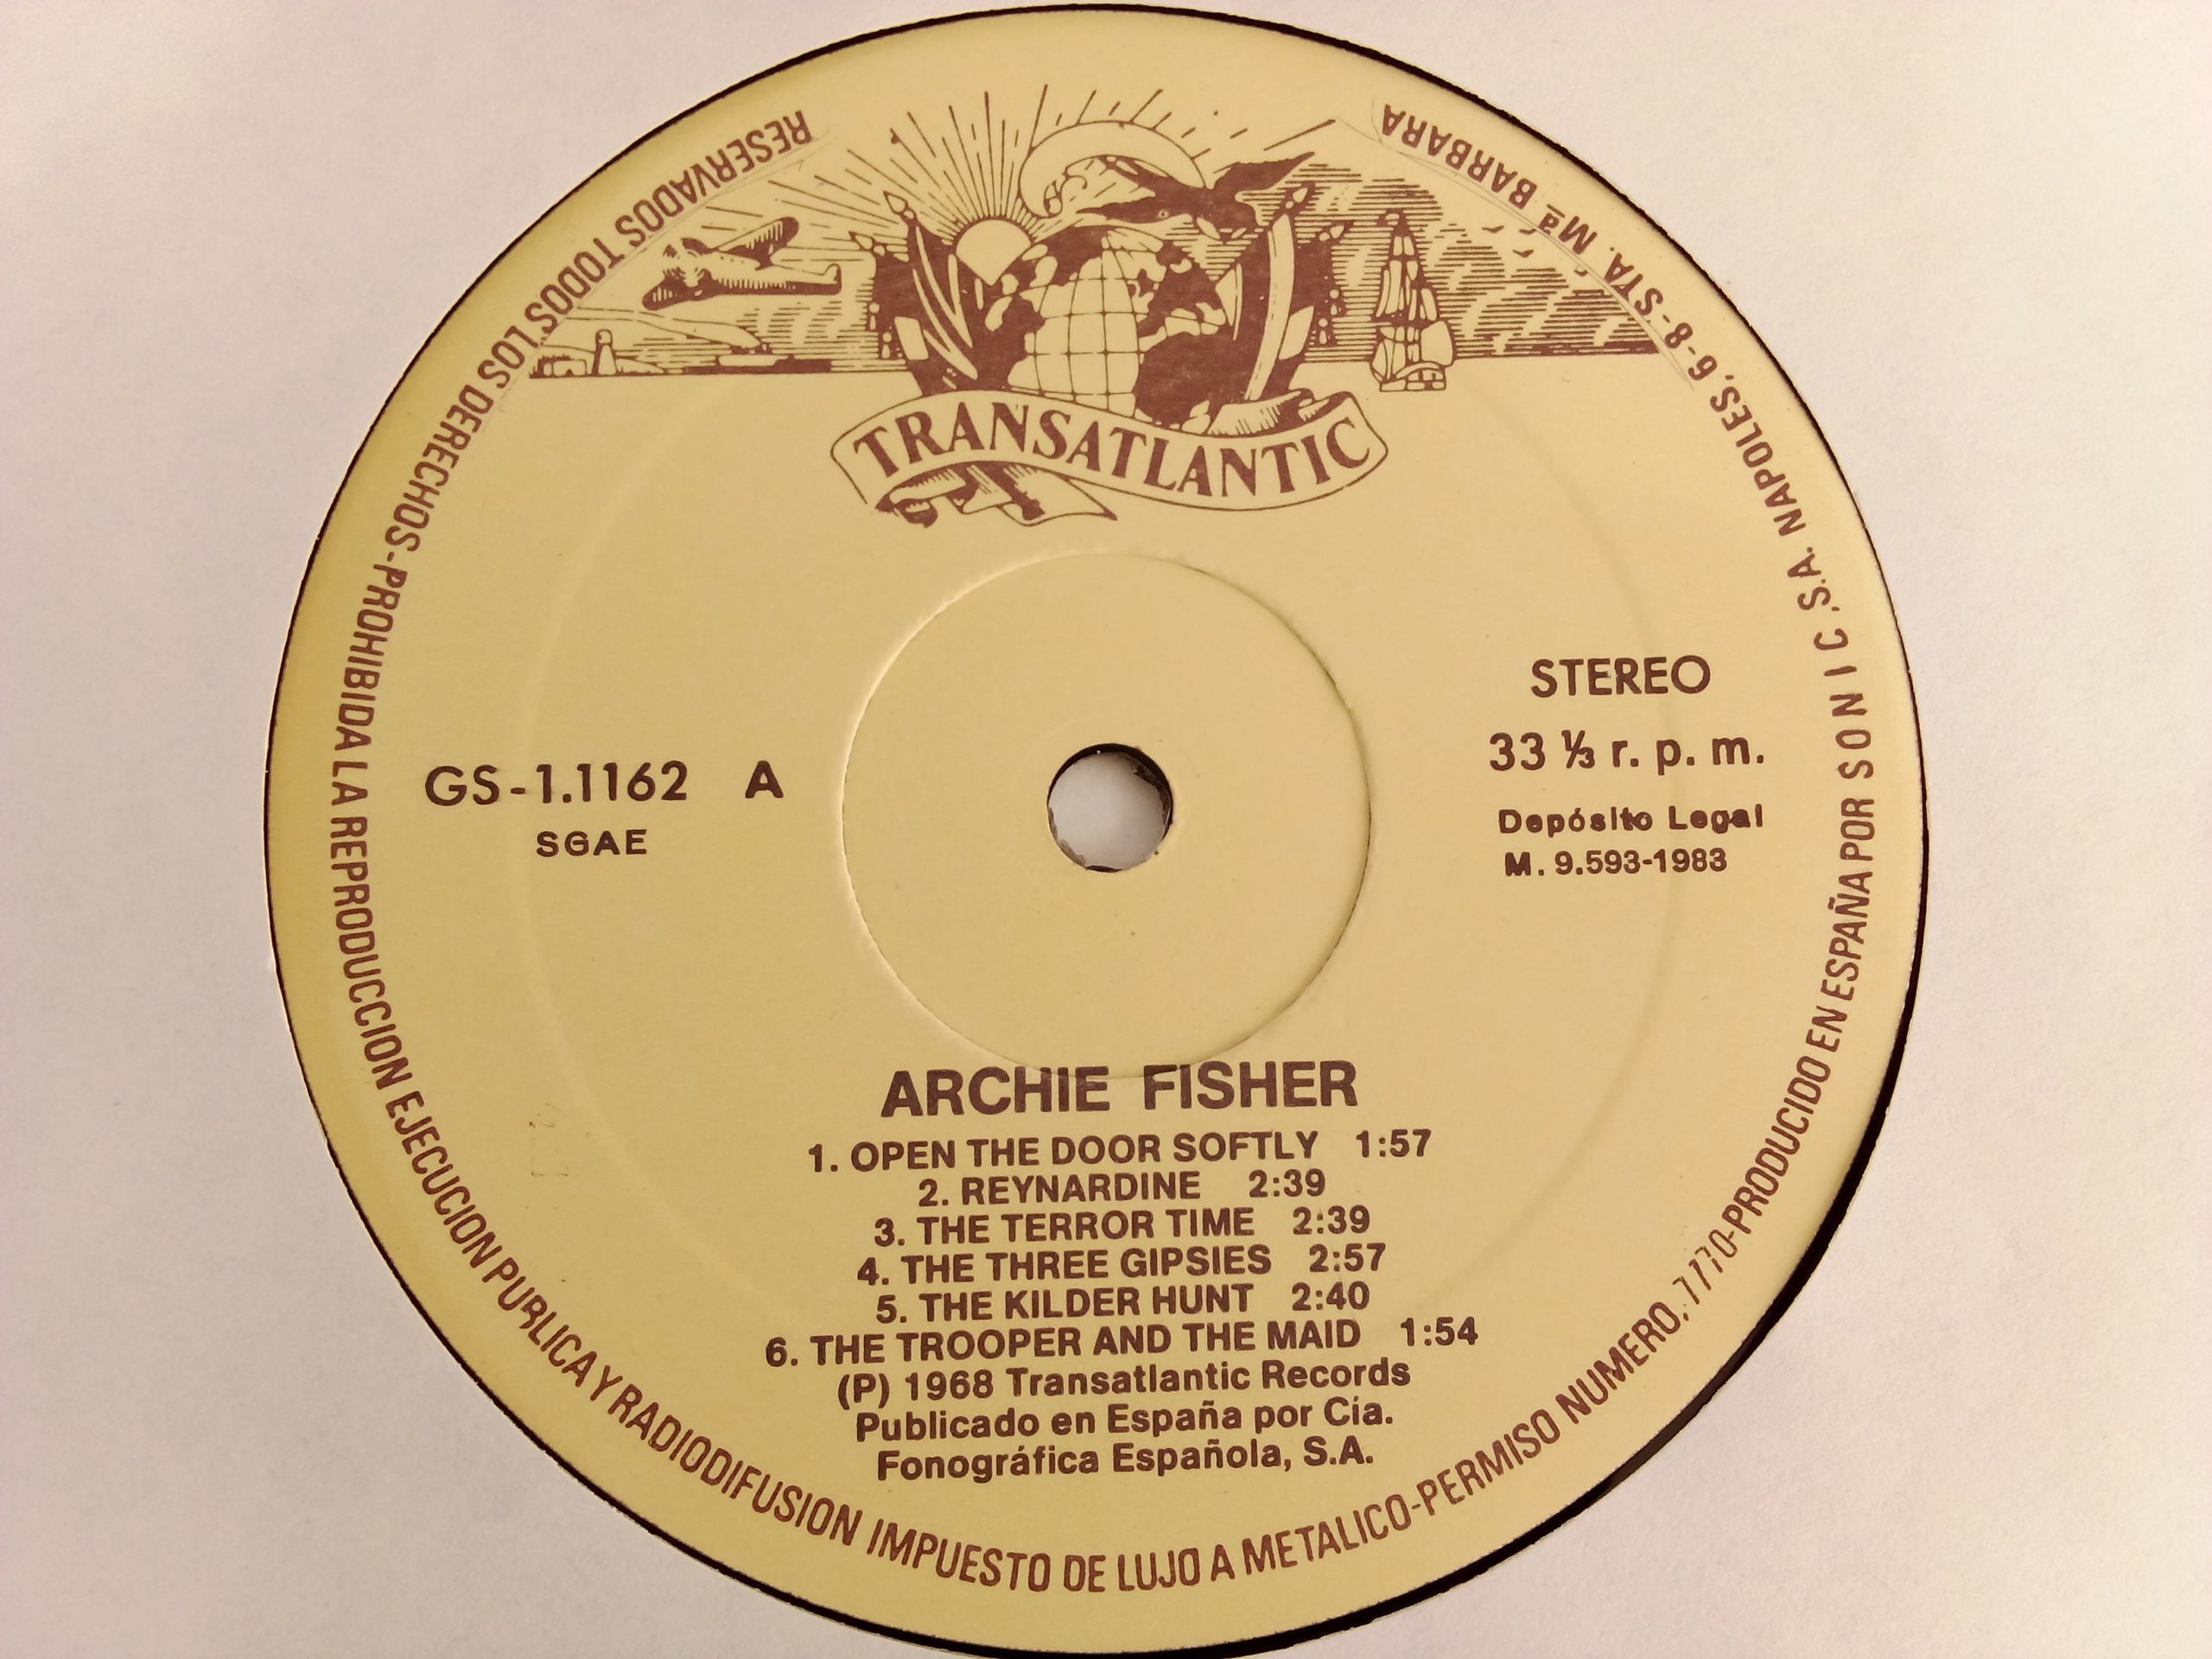 RESERVADOS TODOS LOS DERECHOS-PROHIBIDA LA REPRODUCCION EJECUCION PUBLICA Y RADIODIFUSION IMPUESTO DE LUJO A METALICO-PERMISO NUMERO, 7770-PRODUCIDO EN ESPAÑA POR SONIC, S.A. NAPOLES, 6-8-STA. Mª BARBARA
TRANSATLANTIC
STEREO
33 ⅓ r. p. m.
Depósito Legal
M. 9.593-1983
GS-1.1162 A
SGAE
ARCHIE FISHER
1. OPEN THE DOOR SOFTLY 1:57
2. REYNARDINE 2:39
3. THE TERROR TIME 2:39
4. THE THREE GIPSIES 2:57
5. THE KILDER HUNT 2:40
6. THE TROOPER AND THE MAID 1:54
(P) 1968 Transatlantic Records
Publicado en España por Cía.
Fonográfica Española, S.A.